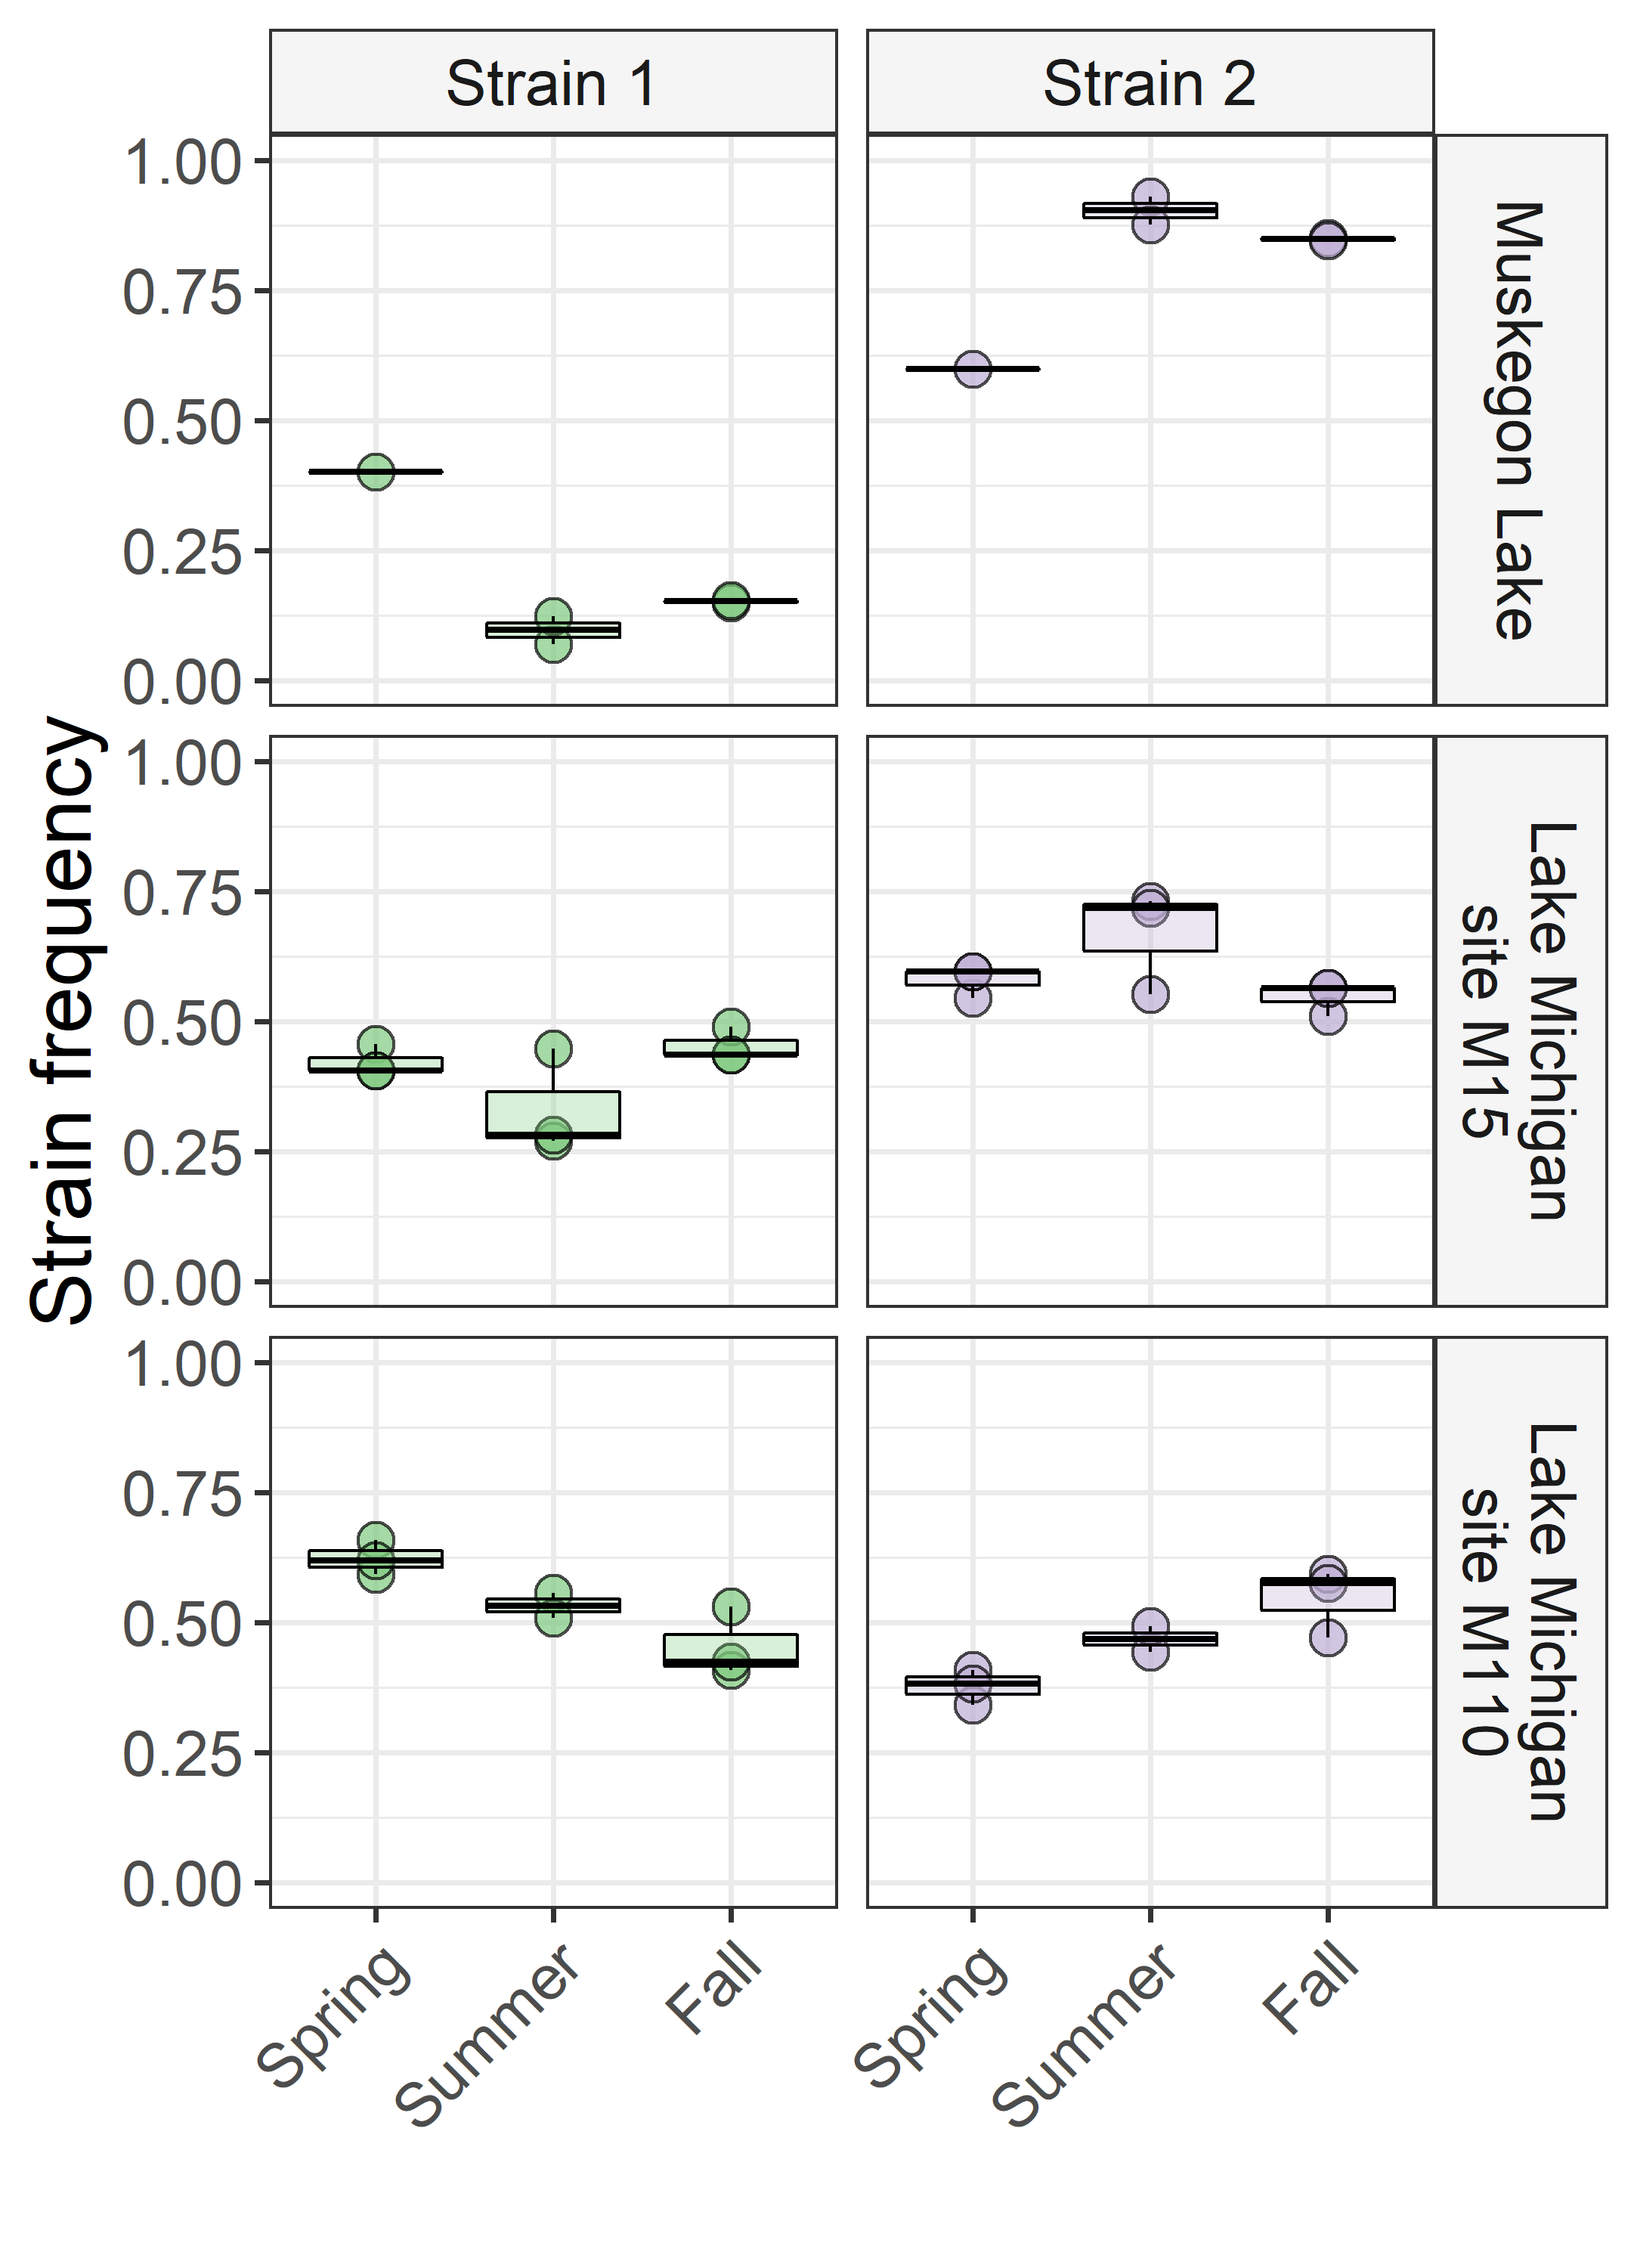 Strain 1
Strain 2
1.00
0.75
0.50
0.25
0.00
Muskegon Lake
1.00
0.75
0.50
0.25
0.00
Lake Michigan
site M15
1.00
0.75
0.50
0.25
0.00
Lake Michigan
site M110
Strain frequency
Spring
Summer
Fall
Spring
Summer
Fall